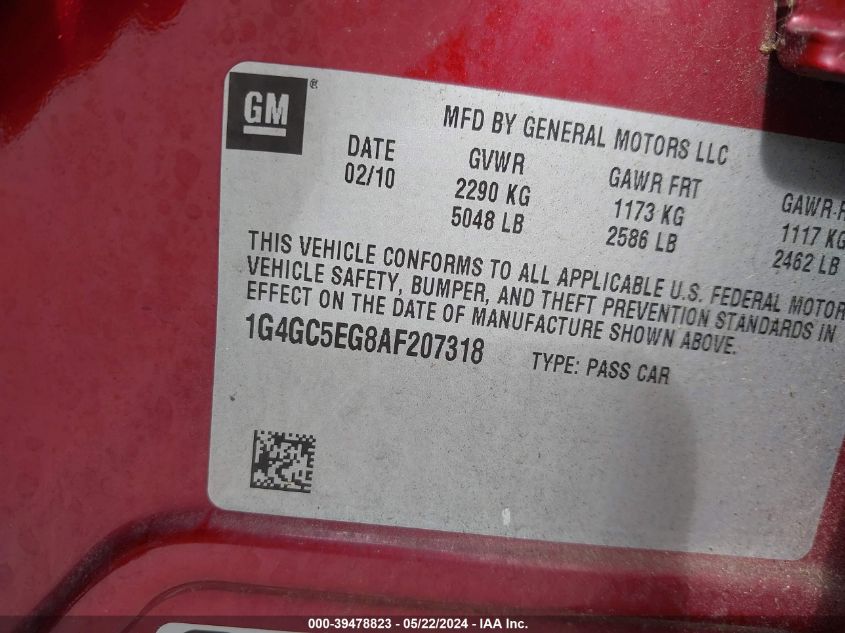 GM ®
MFD BY GENERAL MOTORS LLC
DATE GVWR GAWR FRT GAWR-R
02/10 2290 KG 1173 KG 1117 KG
5048 LB 2586 LB 2462 LB
THIS VEHICLE CONFORMS TO ALL APPLICABLE U.S. FEDERAL MOTOR
VEHICLE SAFETY, BUMPER, AND THEFT PREVENTION STANDARDS IN
EFFECT ON THE DATE OF MANUFACTURE SHOWN ABOVE.
1G4GC5EG8AF207318 TYPE: PASS CAR
000-39478823 - 05/22/2024 - IAA Inc.